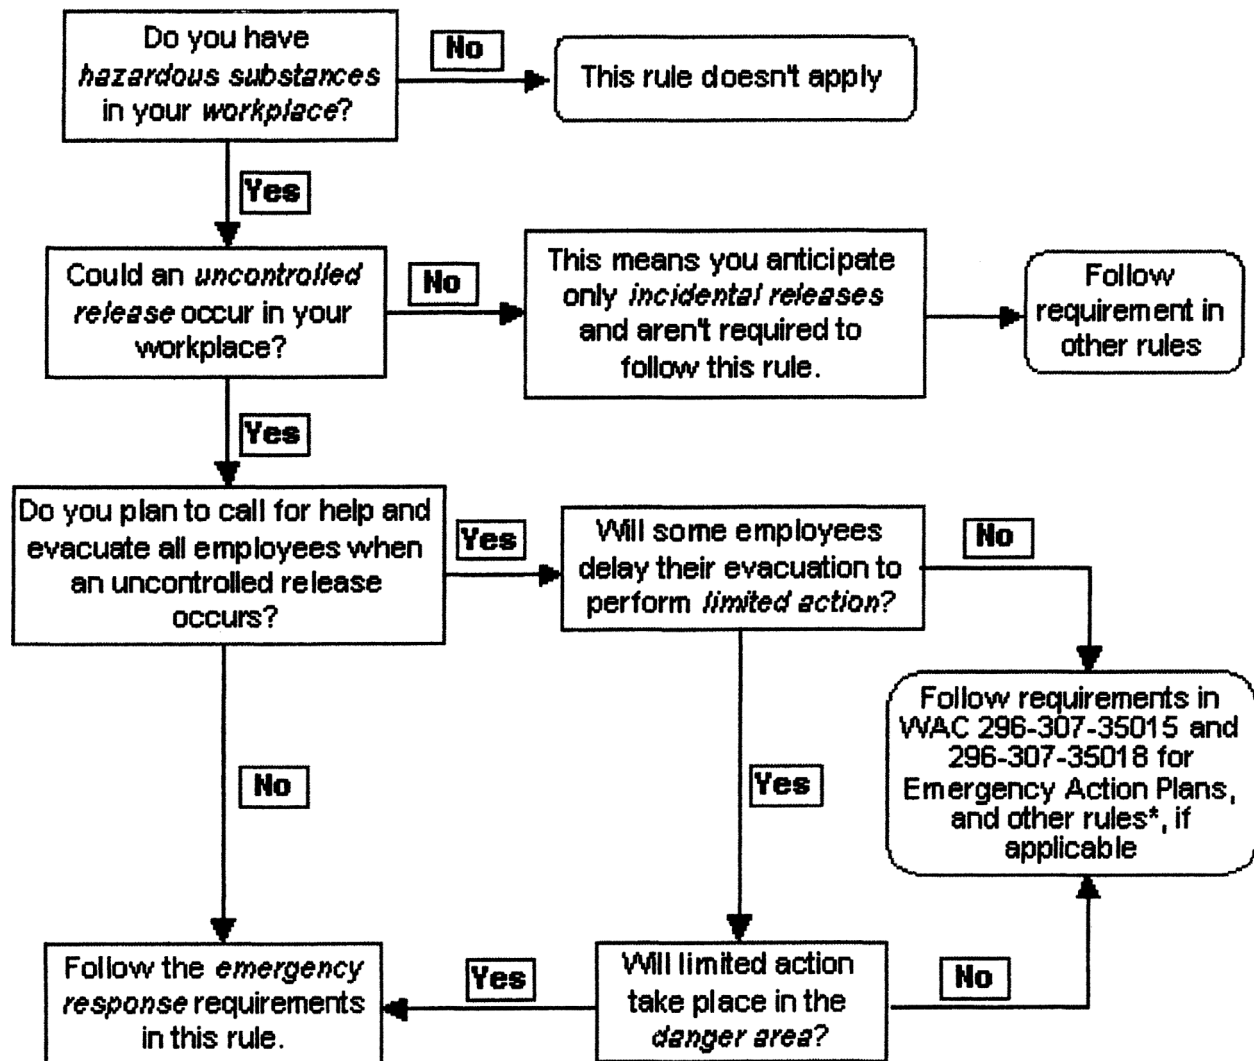 Do you have
hazardous substances
in your workplace?
No
This rule doesn't apply
Yes
Could an uncontrolled
release occur in your
workplace?
No
This means you anticipate
only incidental releases
and aren't required to
follow this rule.
Follow
requirement in
other rules
Yes
Do you plan to call for help and
evacuate all employees when
an uncontrolled release
occurs?
Yes
Will some employees
delay their evacuation to
perform limited action?
No
Follow requirements in
WAC 296-307-35015 and
296-307-35018 for
Emergency Action Plans,
and other rules*, if
applicable
No
Yes
Follow the emergency
response requirements
in this rule.
Yes
Will limited action
take place in the
danger area?
No